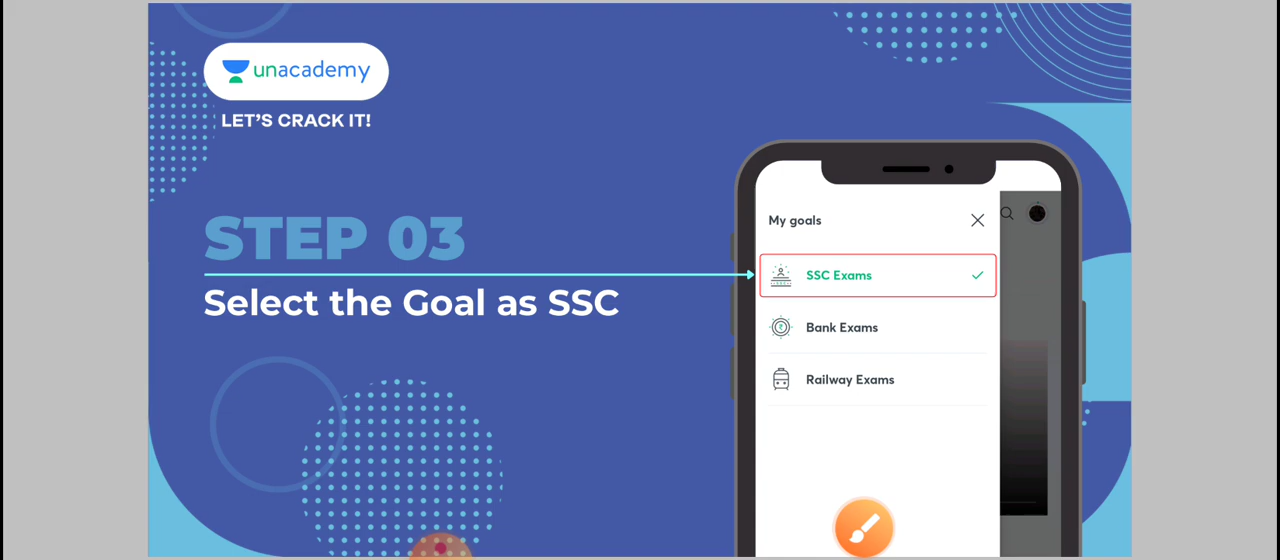 unacademy
LET'S CRACK IT!
STEP 03
Select the Goal as SSC
My goals
SSC Exams
Bank Exams
Railway Exams